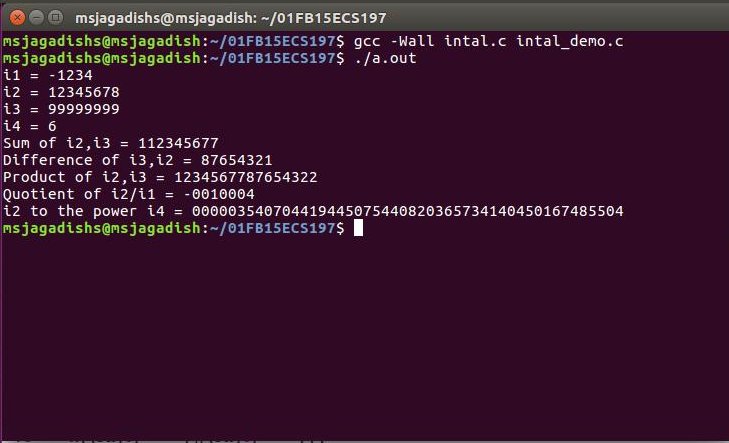 msjagadishs@msjagadish: ~/01FB15ECS197
msjagadishs@msjagadish:~/01FB15ECS197$ gcc -Wall intal.c intal_demo.c
msjagadishs@msjagadish:~/01FB15ECS197$ ./a.out
i1 = -1234
i2 = 12345678
i3 = 99999999
i4 = 6
Sum of i2,i3 = 112345677
Difference of i3,i2 = 87654321
Product of i2,i3 = 1234567787654322
Quotient of i2/i1 = -0010004
i2 to the power i4 = 000003540704419445075440820365734140450167485504
msjagadishs@msjagadish:~/01FB15ECS197$